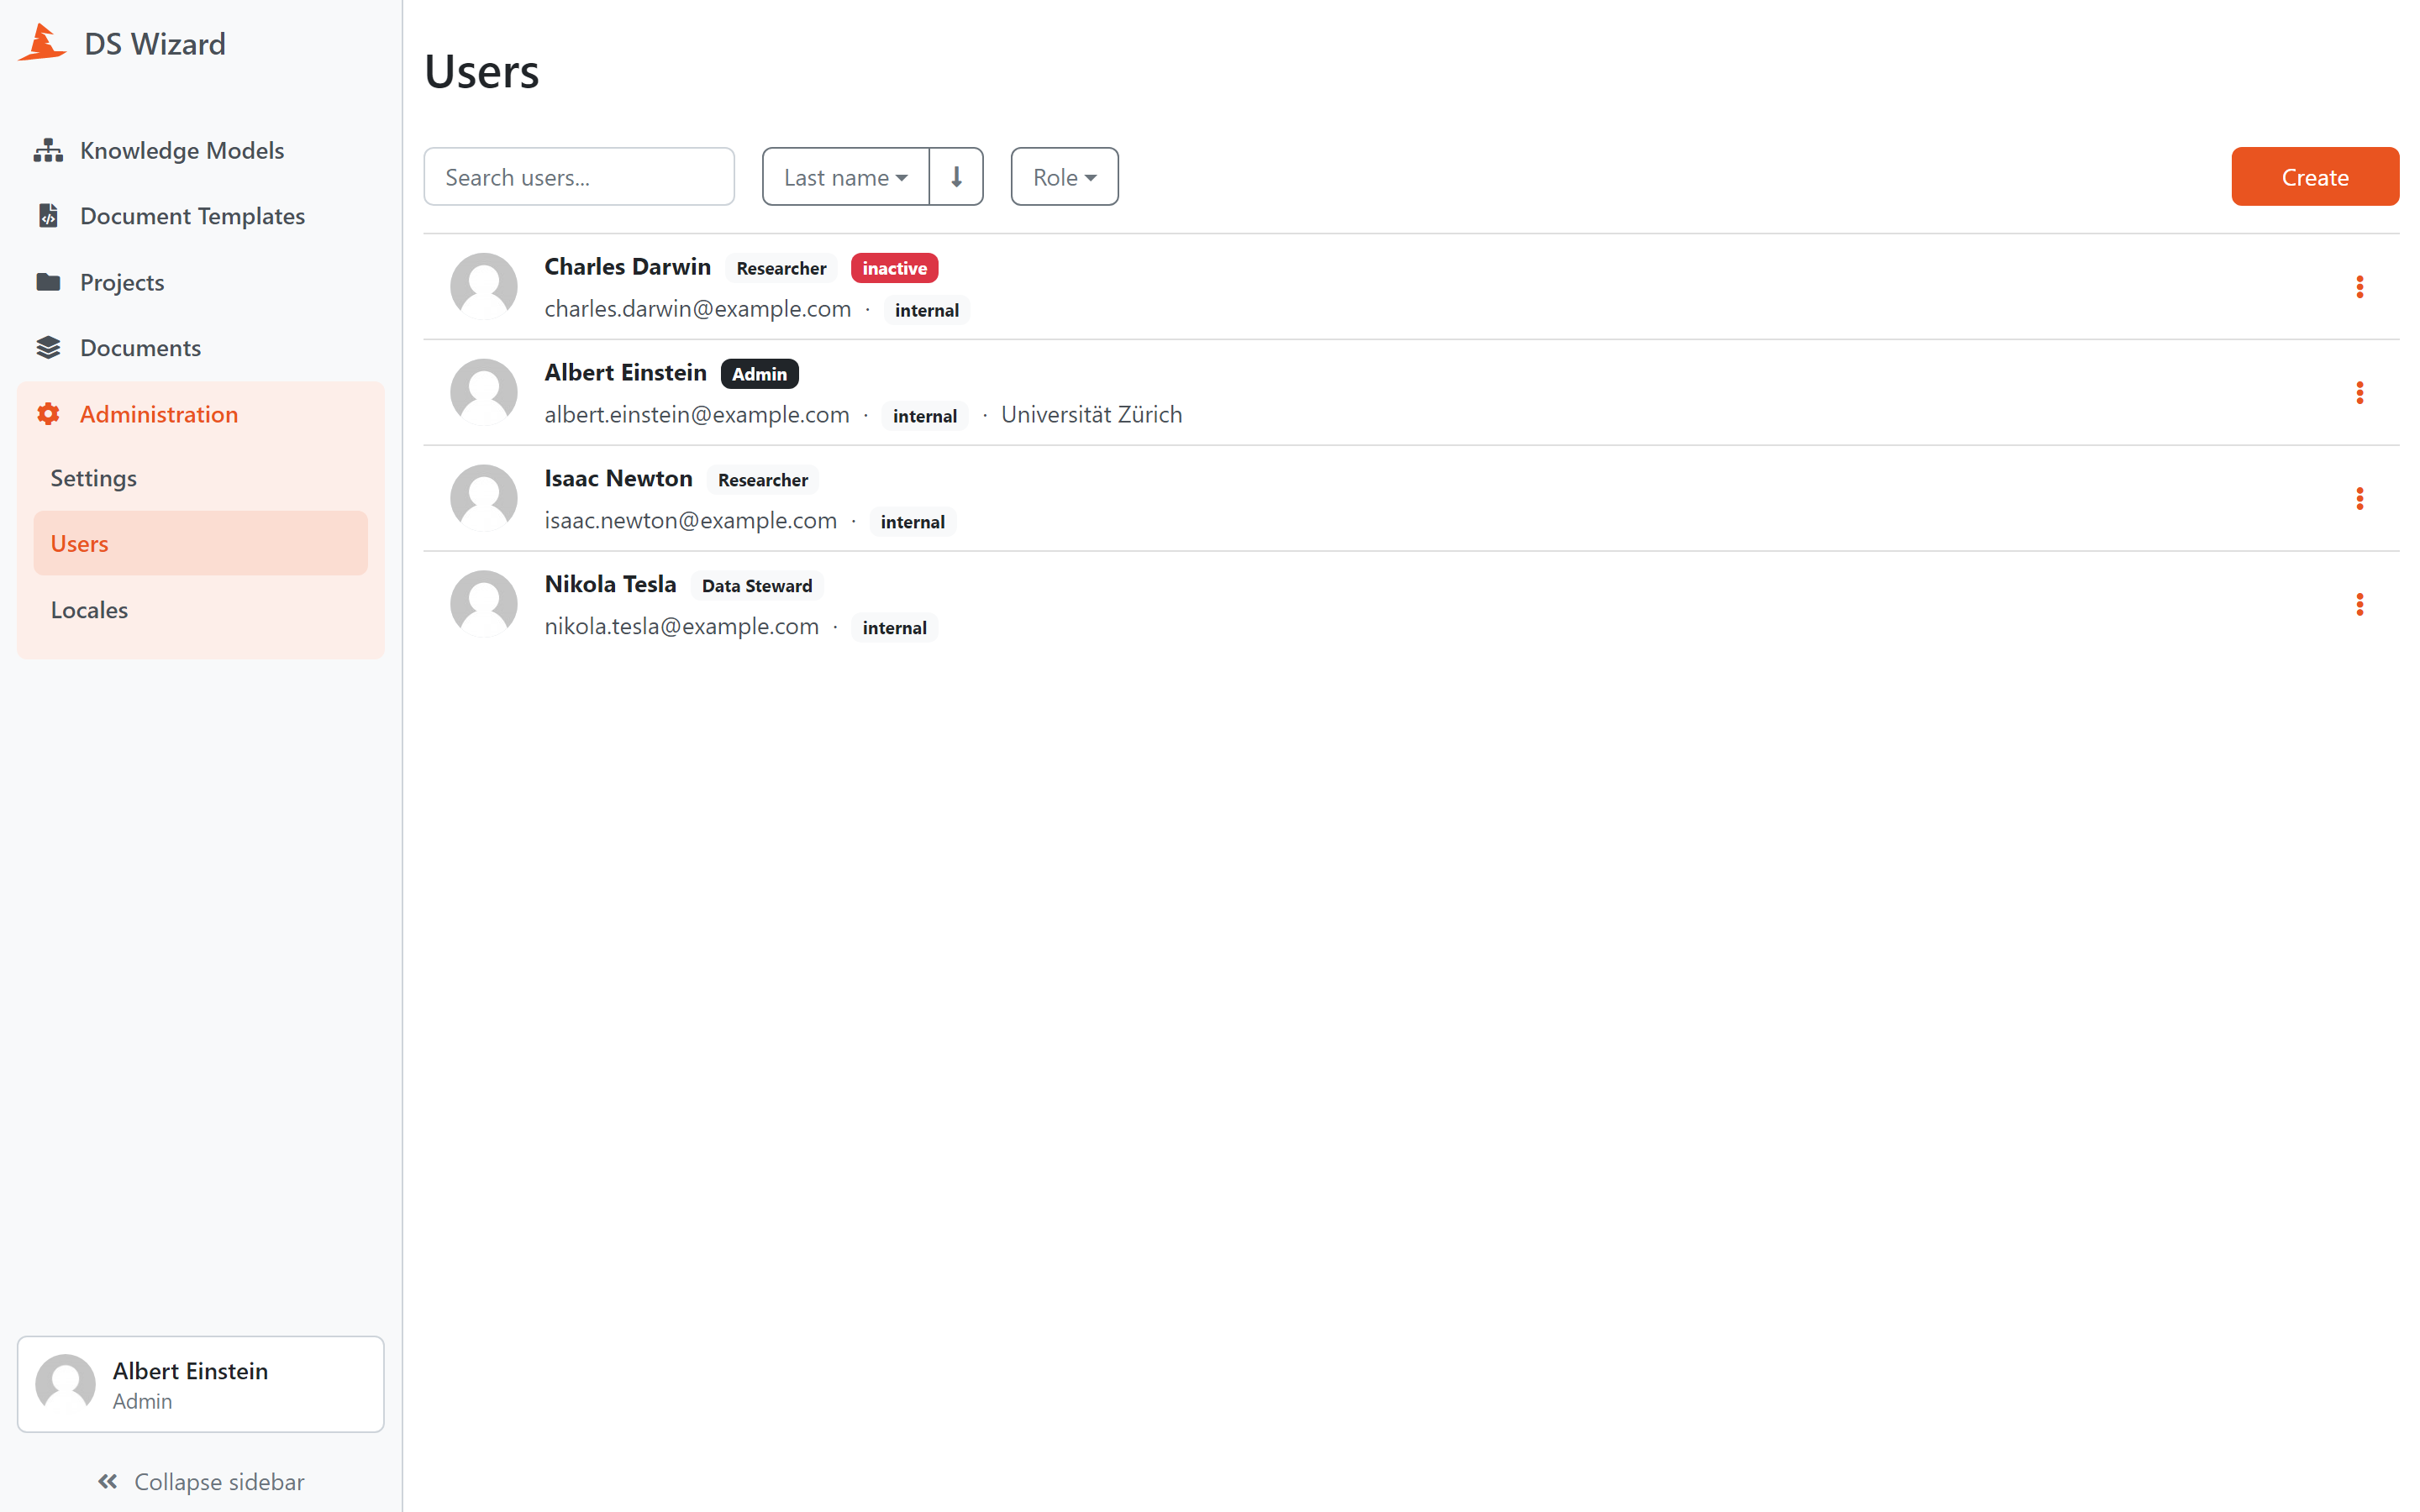 DS Wizard
Knowledge Models
Document Templates
Projects
Documents
Administration
Settings
Users
Locales
Albert Einstein
Admin
Collapse sidebar
Users
Search users...
Last name
Role
Create
Charles Darwin Researcher inactive
charles.darwin@example.com · internal
Albert Einstein Admin
albert.einstein@example.com · internal · Universität Zürich
Isaac Newton Researcher
isaac.newton@example.com · internal
Nikola Tesla Data Steward
nikola.tesla@example.com · internal